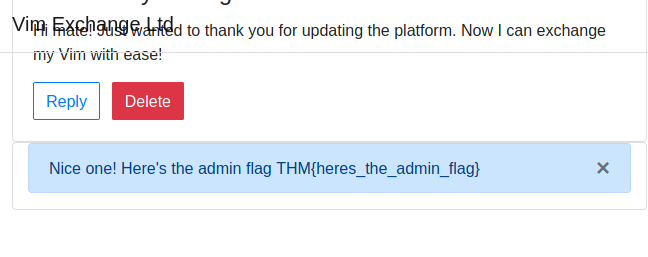 Vim Exchange Ltd
Hi mate! Just wanted to thank you for updating the platform. Now I can exchange
my Vim with ease!
Reply Delete
Nice one! Here's the admin flag THM{heres_the_admin_flag} ×